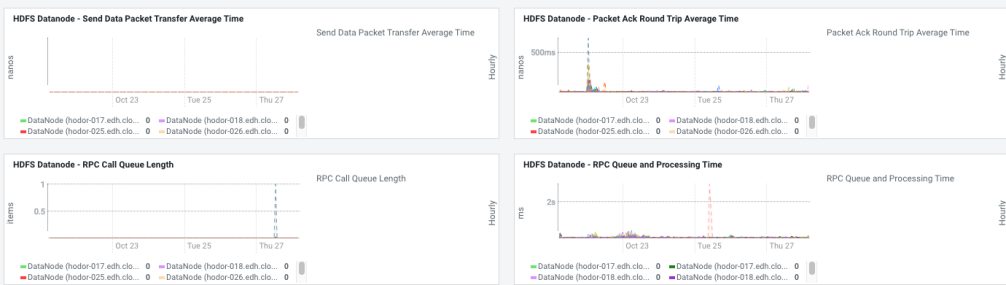 HDFS Datanode - Send Data Packet Transfer Average Time
Send Data Packet Transfer Average Time
nanos
Hourly
Oct 23 Tue 25 Thu 27
DataNode (hodor-017.edh.clo... 0 DataNode (hodor-018.edh.clo... 0
DataNode (hodor-025.edh.clo... 0 DataNode (hodor-026.edh.clo... 0
HDFS Datanode - Packet Ack Round Trip Average Time
Packet Ack Round Trip Average Time
500ms
nanos
Hourly
Oct 23 Tue 25 Thu 27
DataNode (hodor-017.edh.clo... 0 DataNode (hodor-018.edh.clo... 0
DataNode (hodor-025.edh.clo... 0 DataNode (hodor-026.edh.clo... 0
HDFS Datanode - RPC Call Queue Length
RPC Call Queue Length
1
0.5
items
Hourly
Oct 23 Tue 25 Thu 27
DataNode (hodor-017.edh.clo... 0 DataNode (hodor-018.edh.clo... 0
DataNode (hodor-025.edh.clo... 0 DataNode (hodor-026.edh.clo... 0
HDFS Datanode - RPC Queue and Processing Time
RPC Queue and Processing Time
2s
ms
Hourly
Oct 23 Tue 25 Thu 27
DataNode (hodor-017.edh.clo... 0 DataNode (hodor-017.edh.clo... 0
DataNode (hodor-018.edh.clo... 0 DataNode (hodor-018.edh.clo... 0